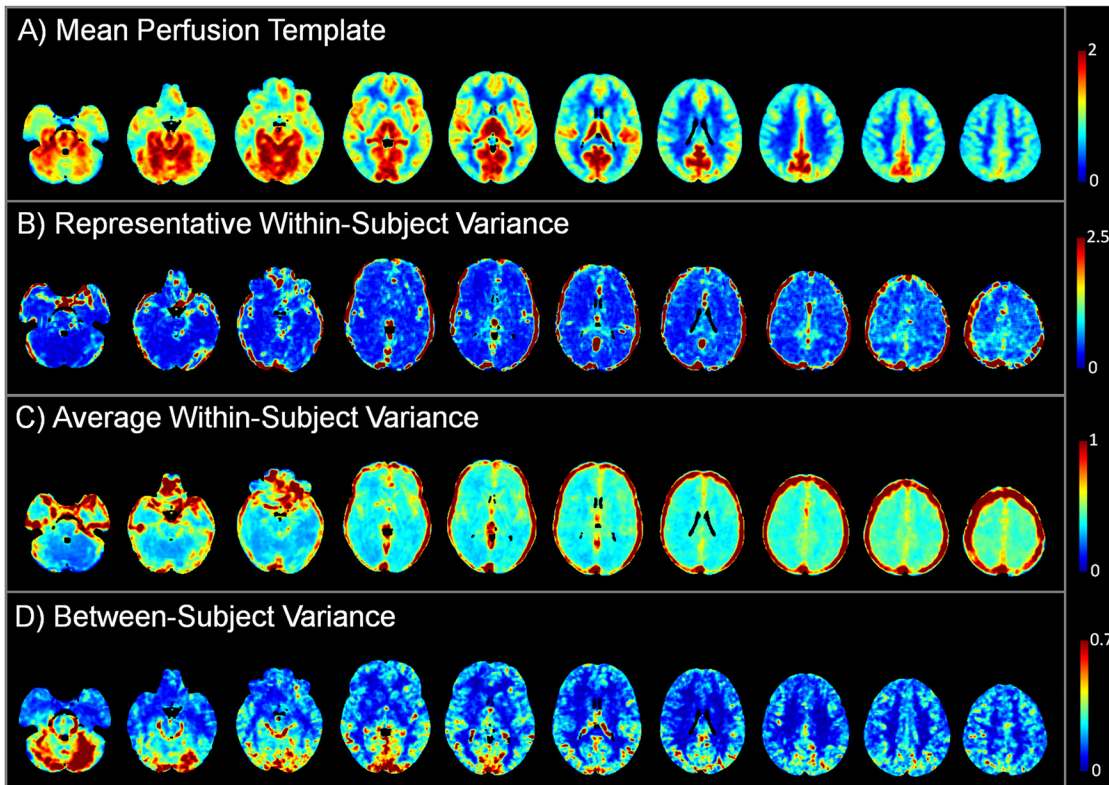 A) Mean Perfusion Template
2
0
B) Representative Within-Subject Variance
2.5
0
C) Average Within-Subject Variance
1
0
D) Between-Subject Variance
0.7
0